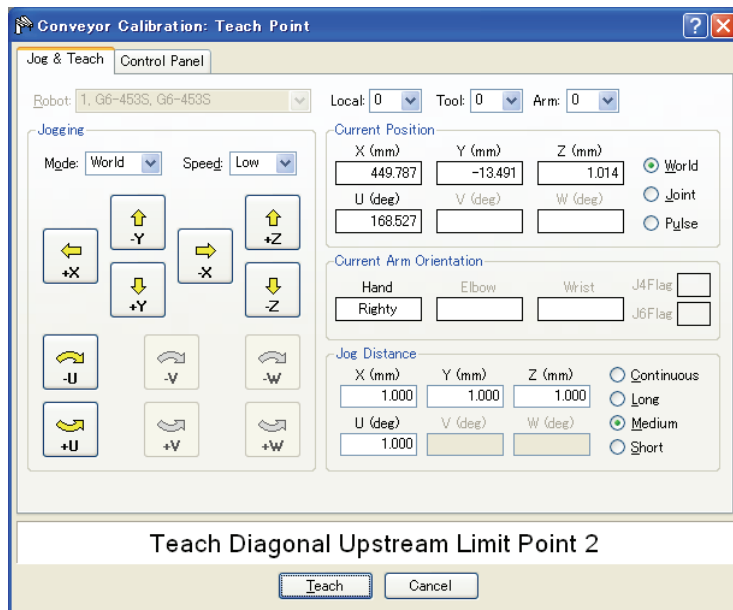 Conveyor Calibration: Teach Point
Jog & Teach Control Panel
Robot: 1, G6-453S, G6-453S Local: 0 Tool: 0 Arm: 0
Jogging
Mode: World Speed: Low
+X
-Y
+Y
-X
+Z
-Z
-U -V -W
+U +V +W
Current Position
X (mm) Y (mm) Z (mm)
449.787 -13.491 1.014
U (deg) V (deg) W (deg)
168.527
World
Joint
Pulse
Current Arm Orientation
Hand Elbow Wrist J4Flag
Righty J6Flag
Jog Distance
X (mm) Y (mm) Z (mm)
1.000 1.000 1.000
U (deg) V (deg) W (deg)
1.000
Continuous
Long
Medium
Short
Teach Diagonal Upstream Limit Point 2
Teach Cancel